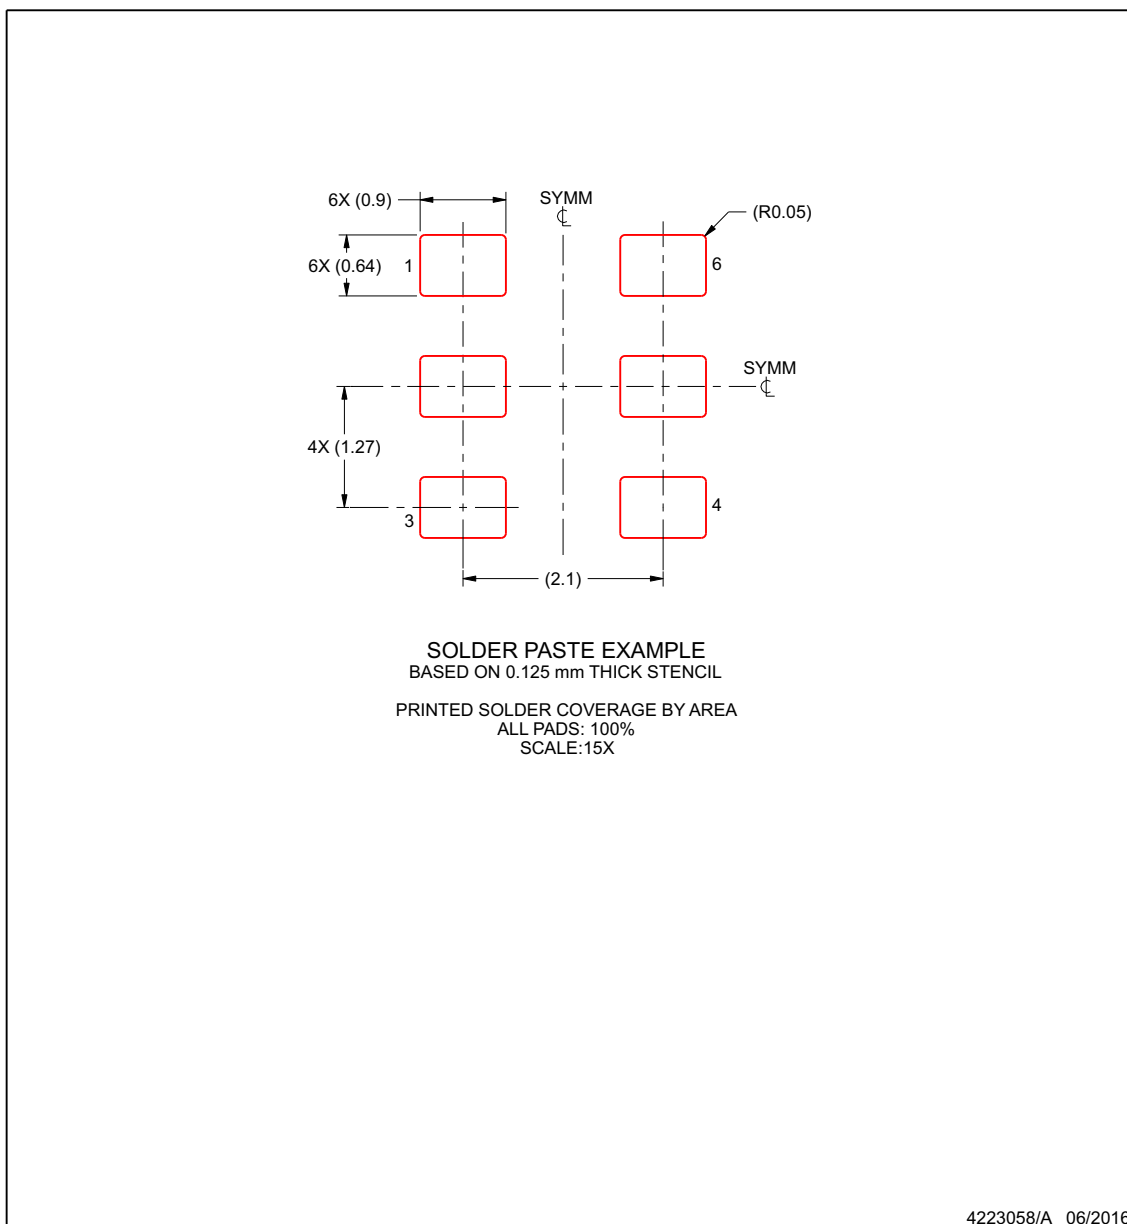 6X (0.9)
SYMM
(R0.05)
6X (0.64)
1
6
SYMM
4X (1.27)
3
4
(2.1)
SOLDER PASTE EXAMPLE
BASED ON 0.125 mm THICK STENCIL
PRINTED SOLDER COVERAGE BY AREA
ALL PADS: 100%
SCALE:15X
4223058/A 06/2016